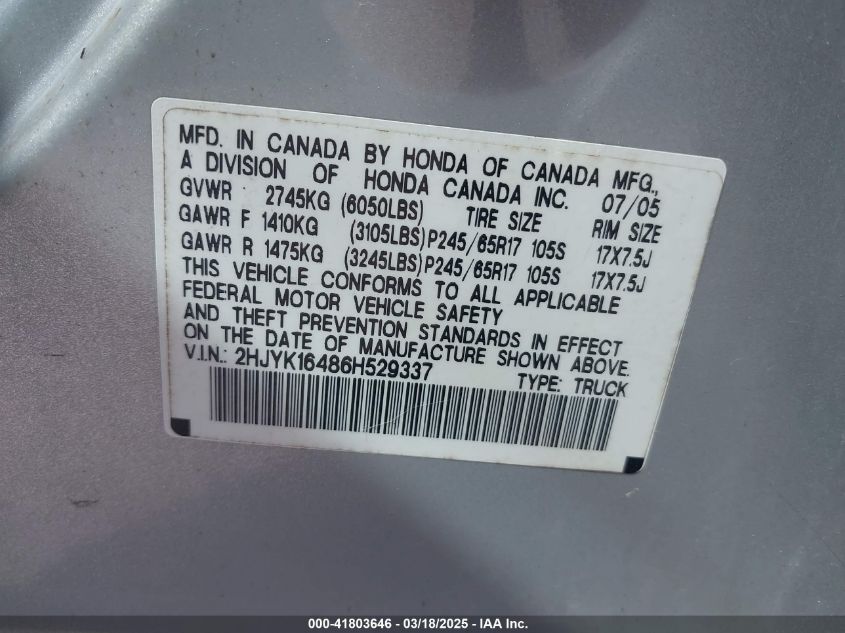 MFD. IN CANADA BY HONDA OF CANADA MFG.,
A DIVISION OF HONDA CANADA INC. 07/05
GVWR 2745KG (6050LBS) TIRE SIZE RIM SIZE
GAWR F 1410KG (3105LBS) P245/65R17 105S 17X7.5J
GAWR R 1475KG (3245LBS) P245/65R17 105S 17X7.5J
THIS VEHICLE CONFORMS TO ALL APPLICABLE
FEDERAL MOTOR VEHICLE SAFETY
AND THEFT PREVENTION STANDARDS IN EFFECT
ON THE DATE OF MANUFACTURE SHOWN ABOVE.
V.I.N.: 2HJYK16486H529337 TYPE: TRUCK
000-41803646 - 03/18/2025 - IAA Inc.